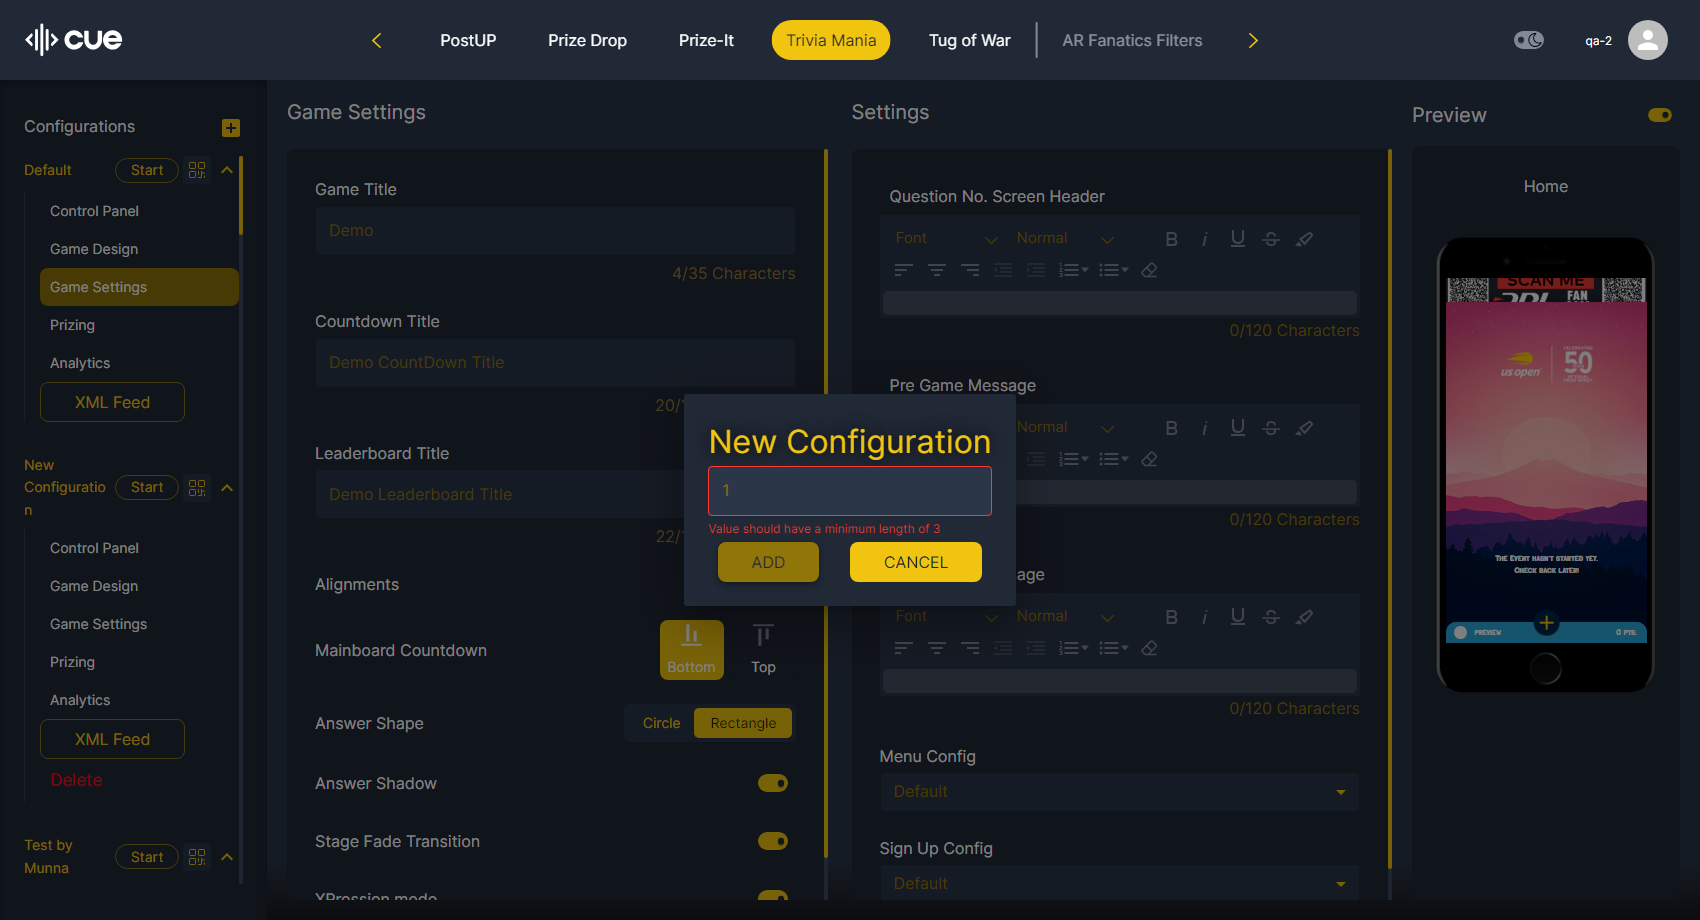 cue
PostUP
Prize Drop
Prize-It
Trivia Mania
Tug of War
AR Fanatics Filters
qa-2
Configurations
Default
Start
Control Panel
Game Design
Game Settings
Prizing
Analytics
XML Feed
New
Configuratio
n
Start
Control Panel
Game Design
Game Settings
Prizing
Analytics
XML Feed
Delete
Test by
Munna
Start
Game Settings
Game Title
Demo
4/35 Characters
Countdown Title
Demo CountDown Title
20/
Leaderboard Title
Demo Leaderboard Title
22/
Alignments
Mainboard Countdown
Bottom
Top
Answer Shape
Circle
Rectangle
Answer Shadow
Stage Fade Transition
XPression mode
New Configuration
1
Value should have a minimum length of 3
ADD
CANCEL
Settings
Question No. Screen Header
Font
Normal
B
i
U
S
0/120 Characters
Pre Game Message
Normal
B
i
U
S
0/120 Characters
age
Font
Normal
B
i
U
S
0/120 Characters
Menu Config
Default
Sign Up Config
Default
Preview
Home
SCAN ME
FAN
us open
CELEBRATING
50
THE EVENT HASN'T STARTED YET.
CHECK BACK LATER!
PREVIEW
0 PTS.